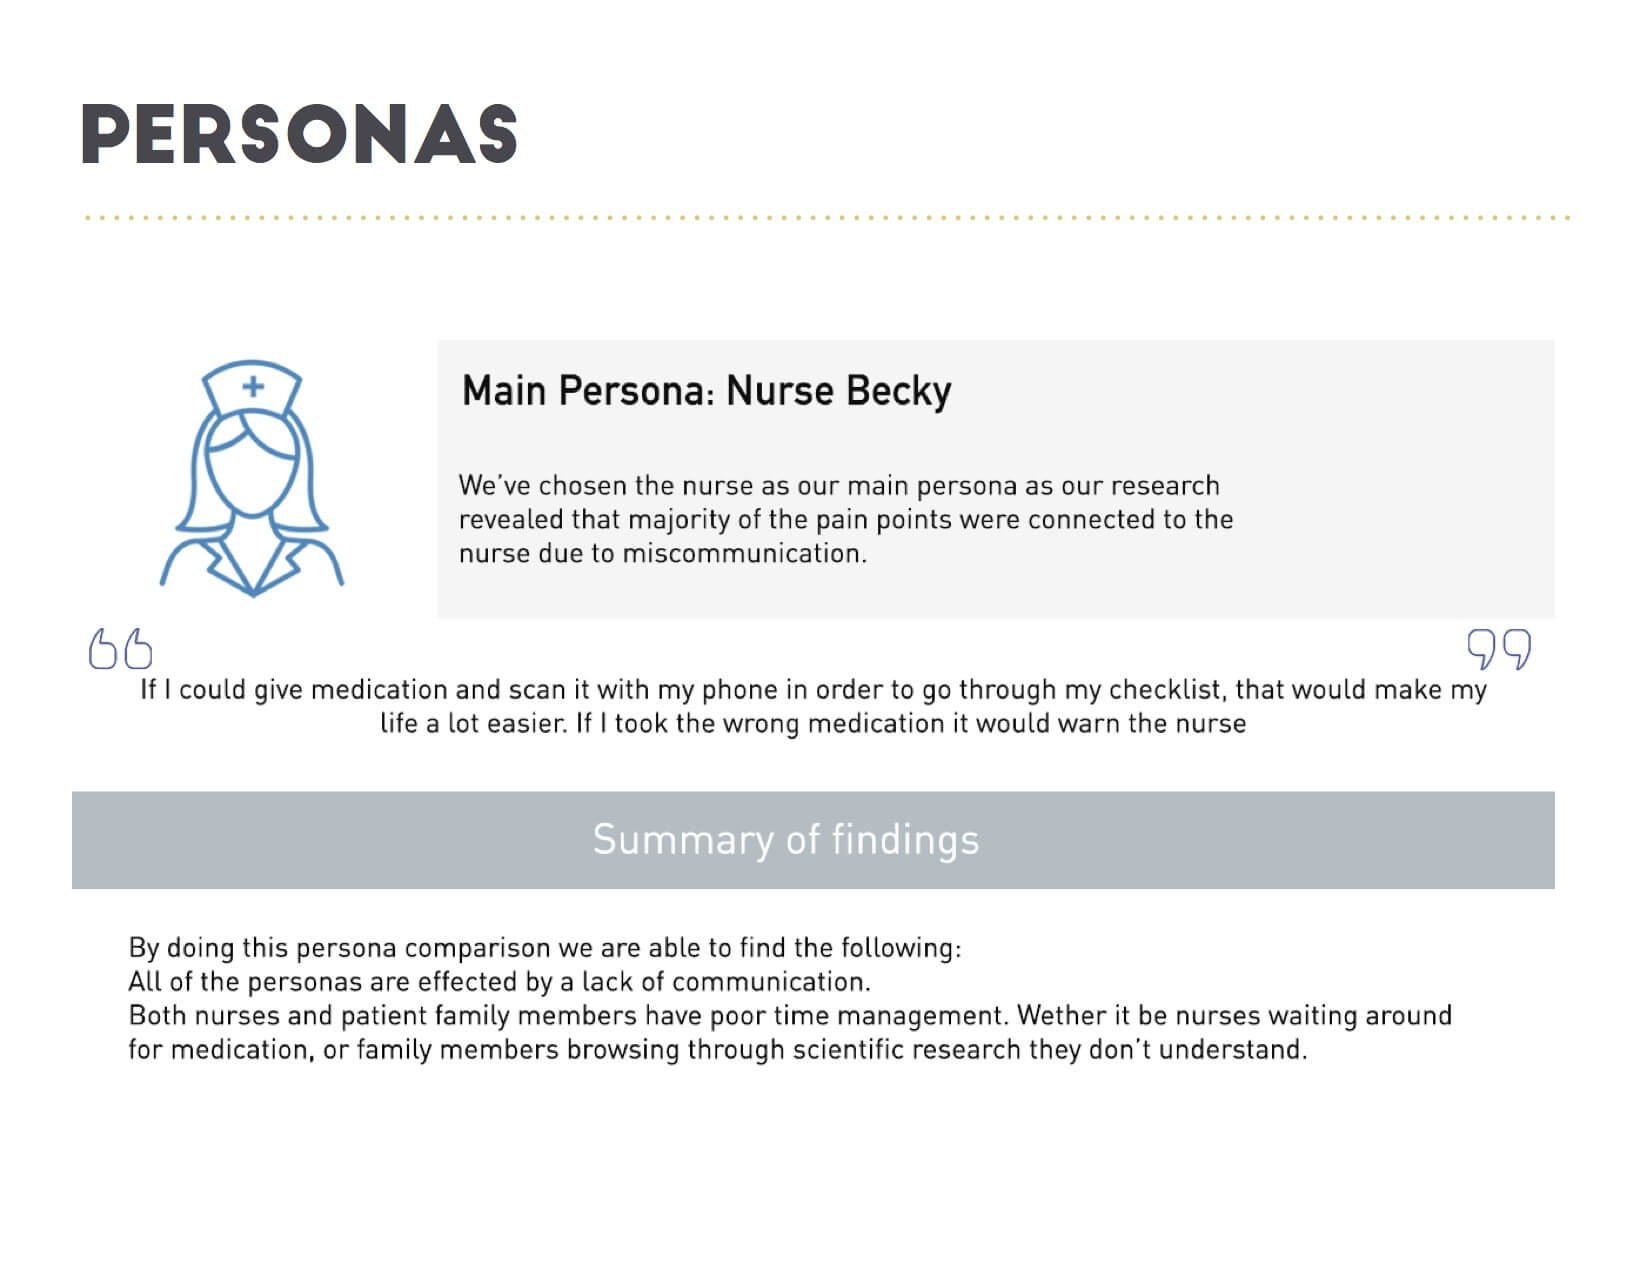 PERSONAS
Main Persona: Nurse Becky
We've chosen the nurse as our main persona as our research
revealed that majority of the pain points were connected to the
nurse due to miscommunication.
If I could give medication and scan it with my phone in order to go through my checklist, that would make my
life a lot easier. If I took the wrong medication it would warn the nurse
Summary of findings
By doing this persona comparison we are able to find the following:
All of the personas are effected by a lack of communication.
Both nurses and patient family members have poor time management. Wether it be nurses waiting around
for medication, or family members browsing through scientific research they don't understand.